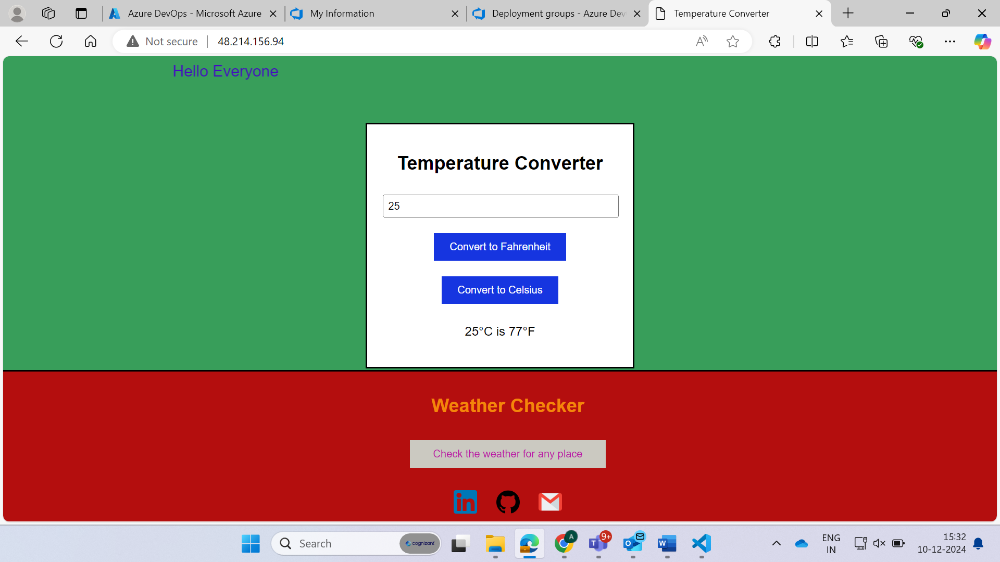 Azure DevOps - Microsoft Azure
My Information
Deployment groups - Azure Dev
Temperature Converter
Not secure
48.214.156.94
Hello Everyone
Temperature Converter
25
Convert to Fahrenheit
Convert to Celsius
25°C is 77°F
Weather Checker
Check the weather for any place
in
Search
cognizant
A
9+
ENG
IN
15:32
10-12-2024